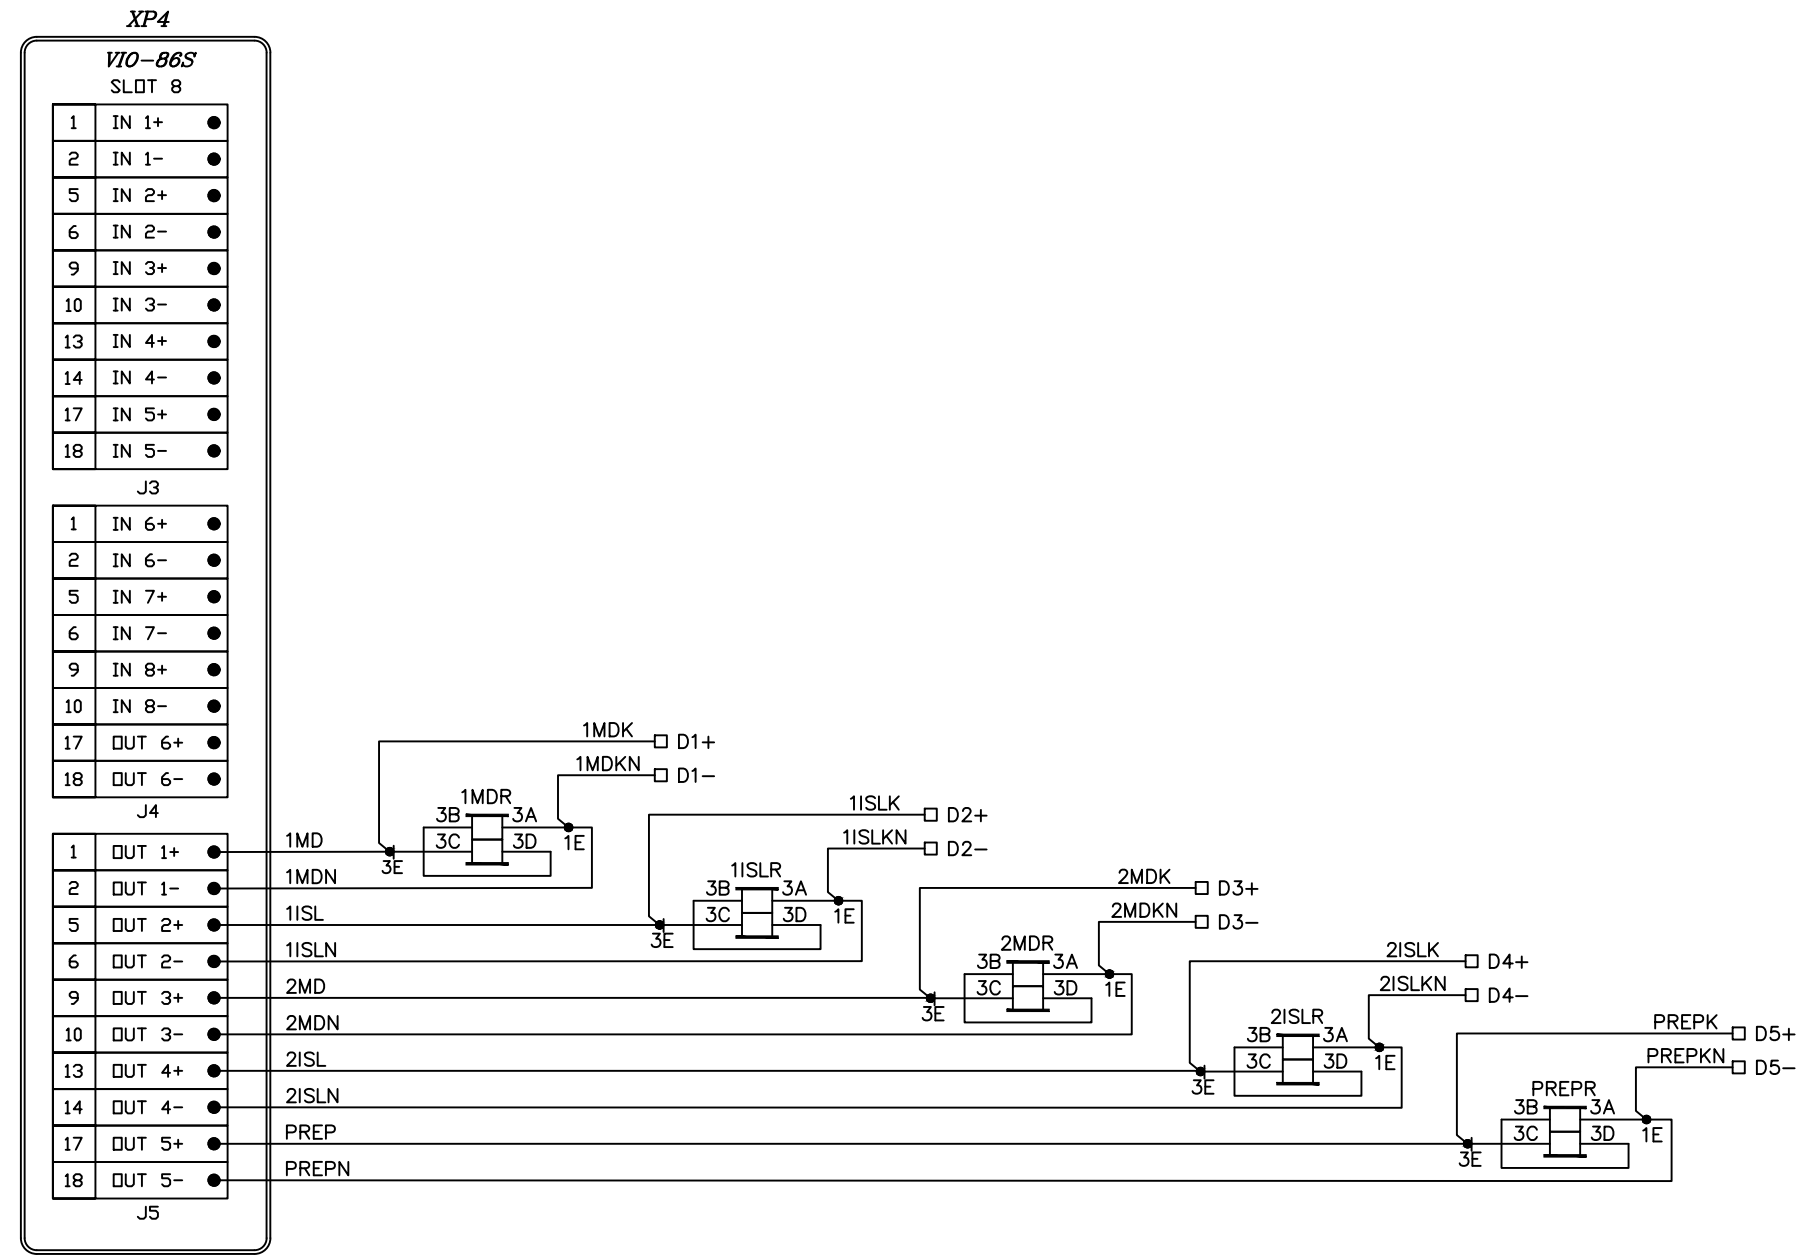 XP4
VIO-86S
SLOT 8
1 IN 1+
2 IN 1-
5 IN 2+
6 IN 2-
9 IN 3+
10 IN 3-
13 IN 4+
14 IN 4-
17 IN 5+
18 IN 5-
J3
1 IN 6+
2 IN 6-
5 IN 7+
6 IN 7-
9 IN 8+
10 IN 8-
17 OUT 6+
18 OUT 6-
J4
1 OUT 1+
2 OUT 1-
5 OUT 2+
6 OUT 2-
9 OUT 3+
10 OUT 3-
13 OUT 4+
14 OUT 4-
17 OUT 5+
18 OUT 5-
J5
1MD
1MDN
1ISL
1ISLN
2MD
2MDN
2ISL
2ISLN
PREP
PREPN
1MDK D1+
1MDKN D1-
1MDR
3B 3A
3C 3D
3E
1E
1ISLK D2+
1ISLKN D2-
1ISLR
3B 3A
3C 3D
3E
1E
2MDK D3+
2MDKN D3-
2MDR
3B 3A
3C 3D
3E
1E
2ISLK D4+
2ISLKN D4-
2ISLR
3B 3A
3C 3D
3E
1E
PREPK D5+
PREPKN D5-
PREPR
3B 3A
3C 3D
3E
1E